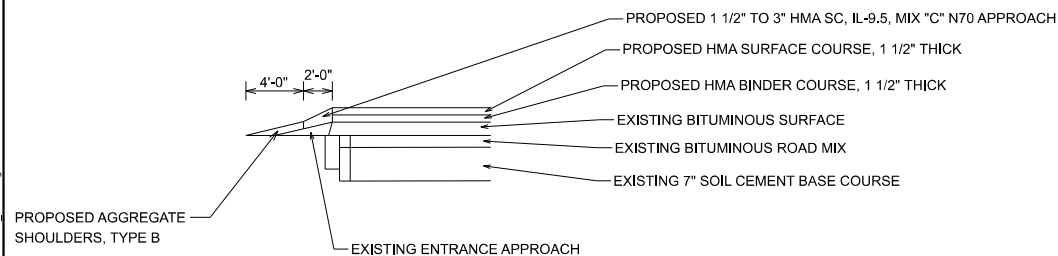 PROPOSED 1 1/2" TO 3" HMA SC, IL-9.5, MIX "C" N70 APPROACH
PROPOSED HMA SURFACE COURSE, 1 1/2" THICK
4'-0" 2'-0"
PROPOSED HMA BINDER COURSE, 1 1/2" THICK
EXISTING BITUMINOUS SURFACE
EXISTING BITUMINOUS ROAD MIX
EXISTING 7" SOIL CEMENT BASE COURSE
PROPOSED AGGREGATE
SHOULDERS, TYPE B
EXISTING ENTRANCE APPROACH